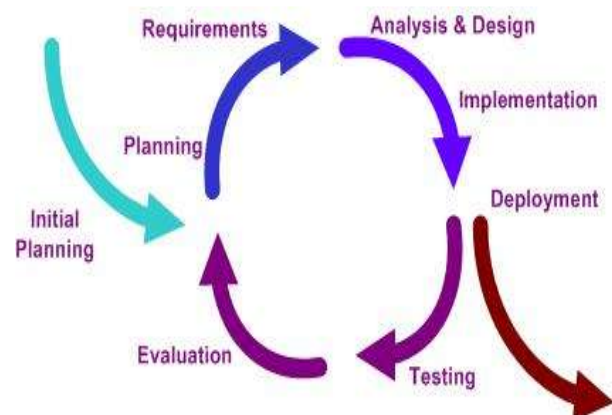 Requirements
Analysis & Design
Implementation
Planning
Deployment
Initial
Planning
Evaluation
Testing